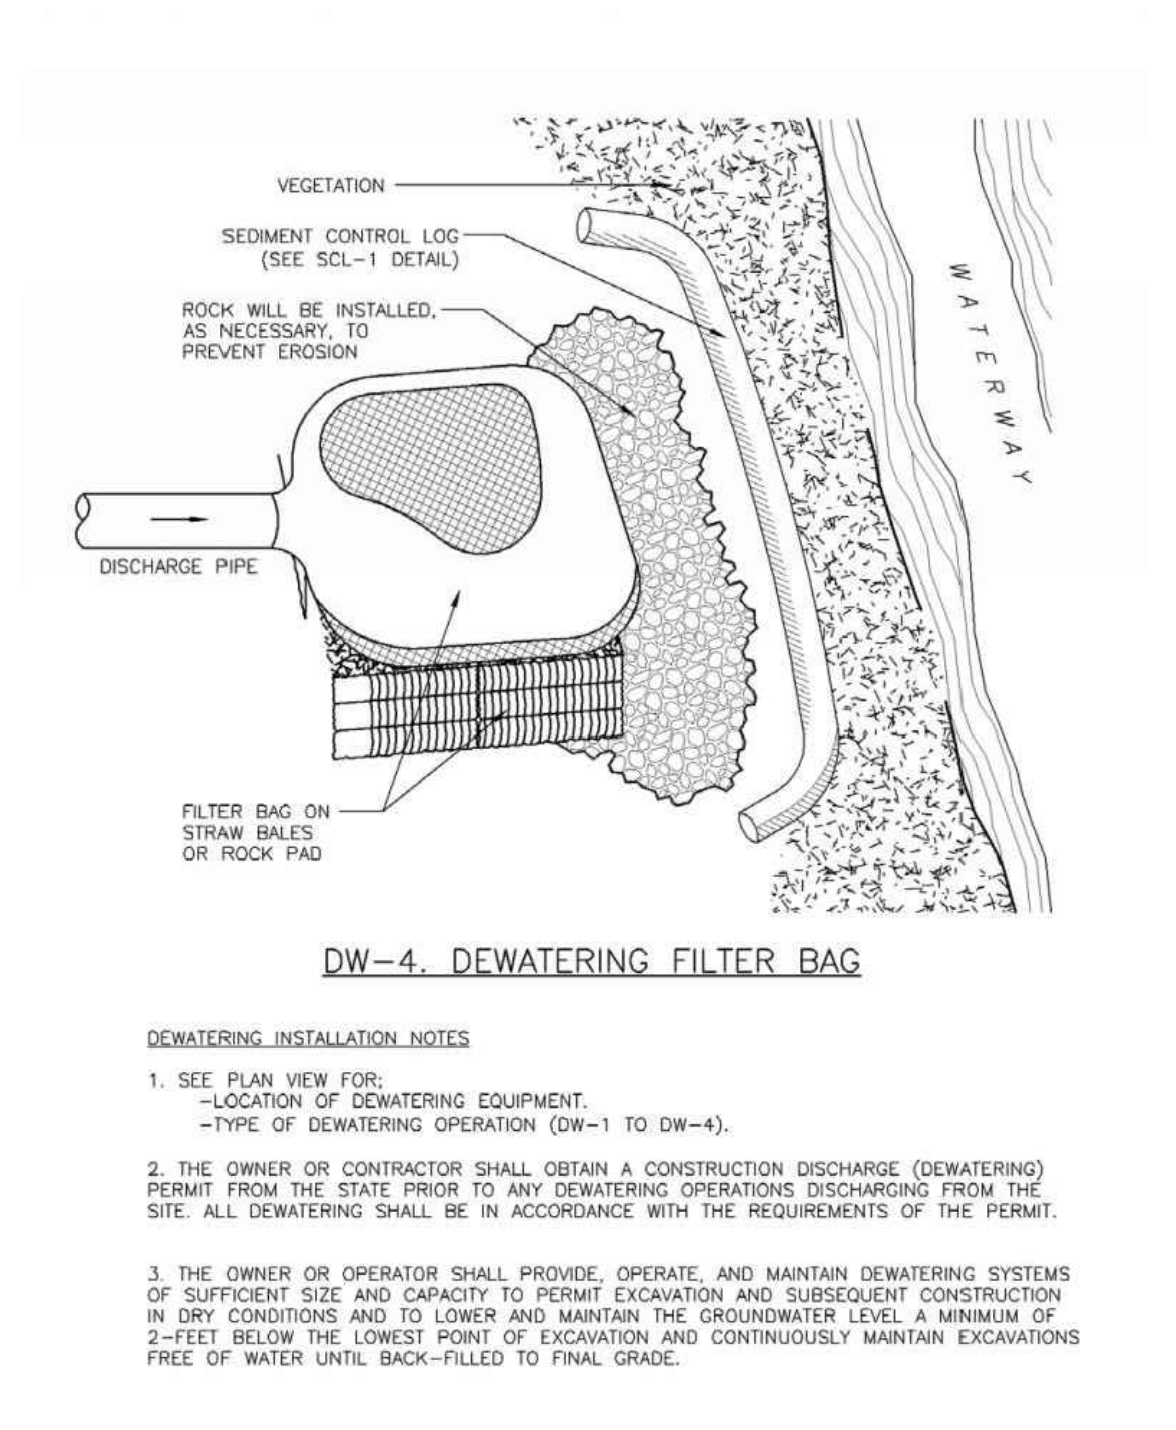 VEGETATION
SEDIMENT CONTROL LOG
(SEE SCL-1 DETAIL)
ROCK WILL BE INSTALLED,
AS NECESSARY, TO
PREVENT EROSION
WATERWAY
DISCHARGE PIPE
FILTER BAG ON
STRAW BALES
OR ROCK PAD
DW-4. DEWATERING FILTER BAG
DEWATERING INSTALLATION NOTES
1. SEE PLAN VIEW FOR;
-LOCATION OF DEWATERING EQUIPMENT.
-TYPE OF DEWATERING OPERATION (DW-1 TO DW-4).
2. THE OWNER OR CONTRACTOR SHALL OBTAIN A CONSTRUCTION DISCHARGE (DEWATERING)
PERMIT FROM THE STATE PRIOR TO ANY DEWATERING OPERATIONS DISCHARGING FROM THE
SITE. ALL DEWATERING SHALL BE IN ACCORDANCE WITH THE REQUIREMENTS OF THE PERMIT.
3. THE OWNER OR OPERATOR SHALL PROVIDE, OPERATE, AND MAINTAIN DEWATERING SYSTEMS
OF SUFFICIENT SIZE AND CAPACITY TO PERMIT EXCAVATION AND SUBSEQUENT CONSTRUCTION
IN DRY CONDITIONS AND TO LOWER AND MAINTAIN THE GROUNDWATER LEVEL A MINIMUM OF
2-FEET BELOW THE LOWEST POINT OF EXCAVATION AND CONTINUOUSLY MAINTAIN EXCAVATIONS
FREE OF WATER UNTIL BACK-FILLED TO FINAL GRADE.